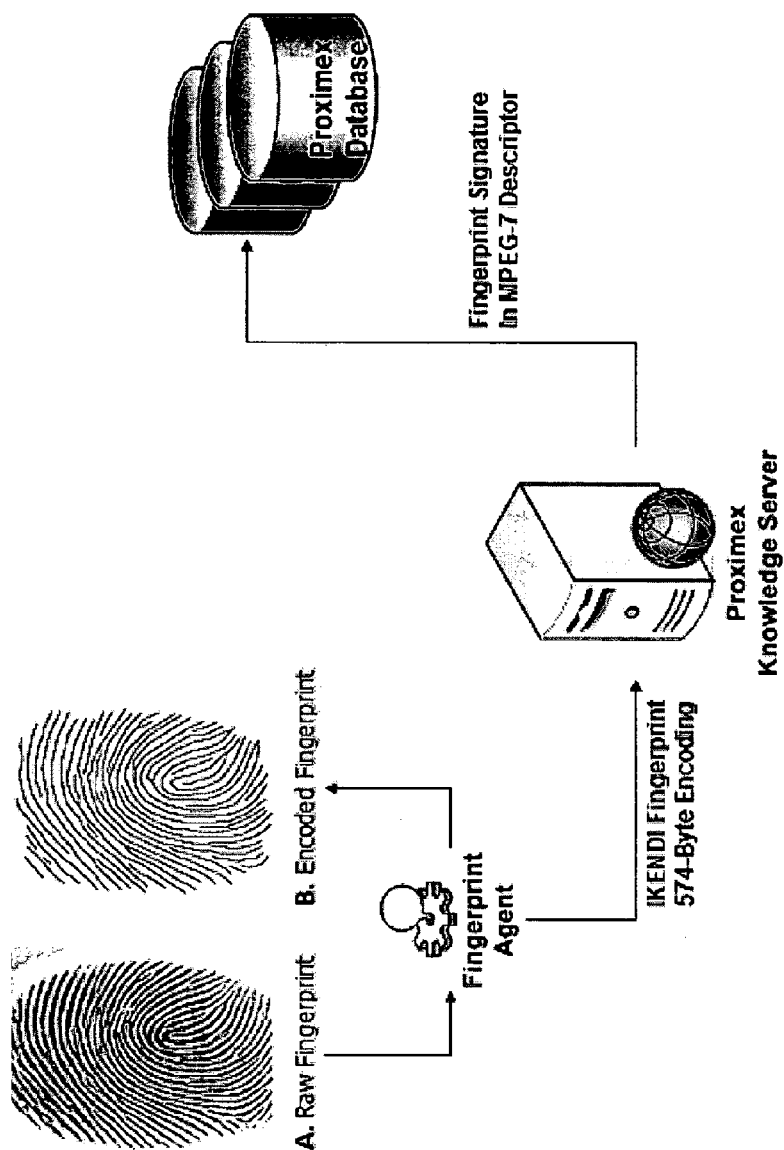 A. Raw Fingerprint
B. Encoded Fingerprint
Fingerprint
Agent
IKENDI Fingerprint
574-Byte Encoding
Proximex
Knowledge Server
Fingerprint Signature
In MPEG-7 Descriptor
Proximex
Database